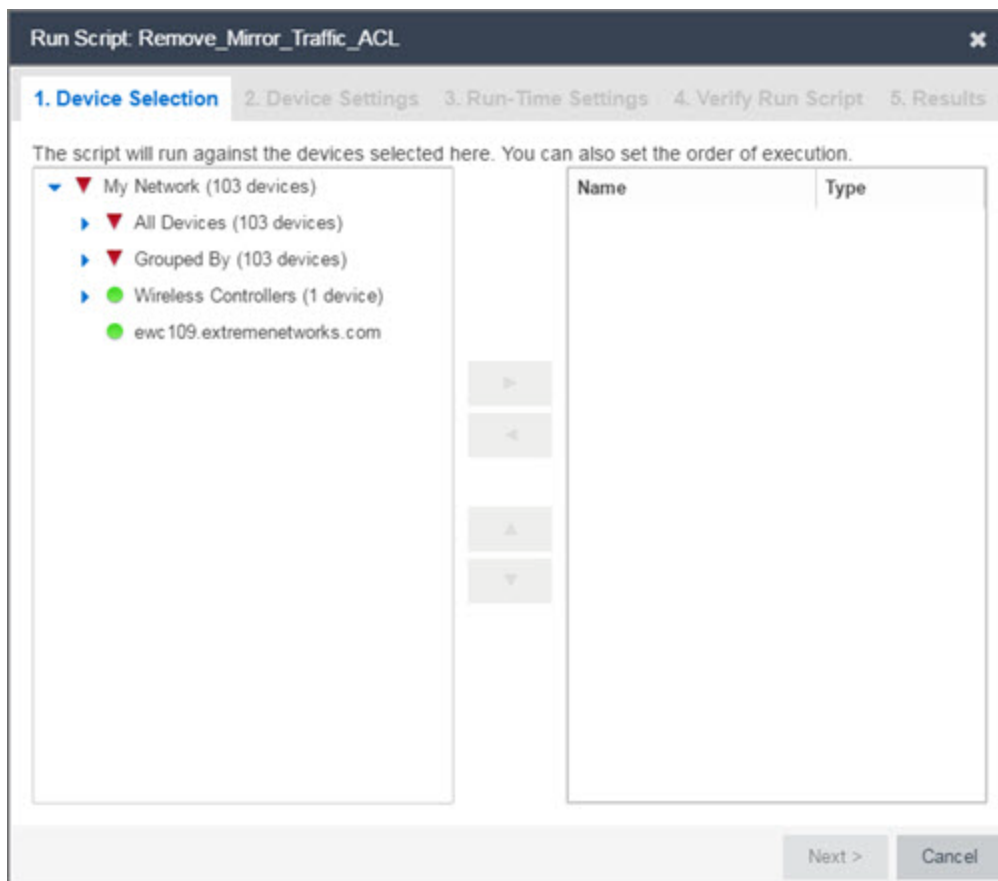 Run Script: Remove_Mirror_Traffic_ACL
1. Device Selection 2. Device Settings 3. Run-Time Settings 4. Verify Run Script 5. Results
The script will run against the devices selected here. You can also set the order of execution.
My Network (103 devices)
All Devices (103 devices)
Grouped By (103 devices)
Wireless Controllers (1 device)
ewc109.extremenetworks.com
Name Type
Next > Cancel